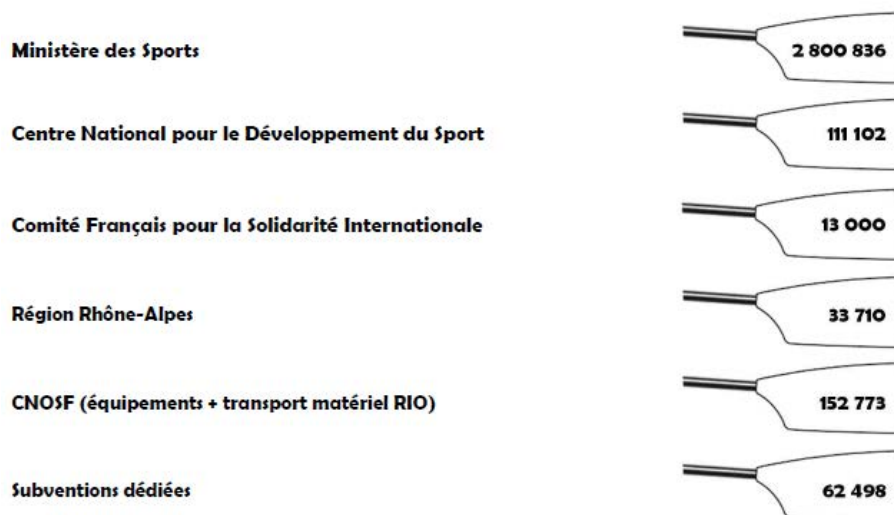 Ministère des Sports 2 800 836
Centre National pour le Développement du Sport 111 102
Comité Français pour la Solidarité Internationale 13 000
Région Rhône-Alpes 33 710
CNOSF (équipements + transport matériel RIO) 152 773
Subventions dédiées 62 498